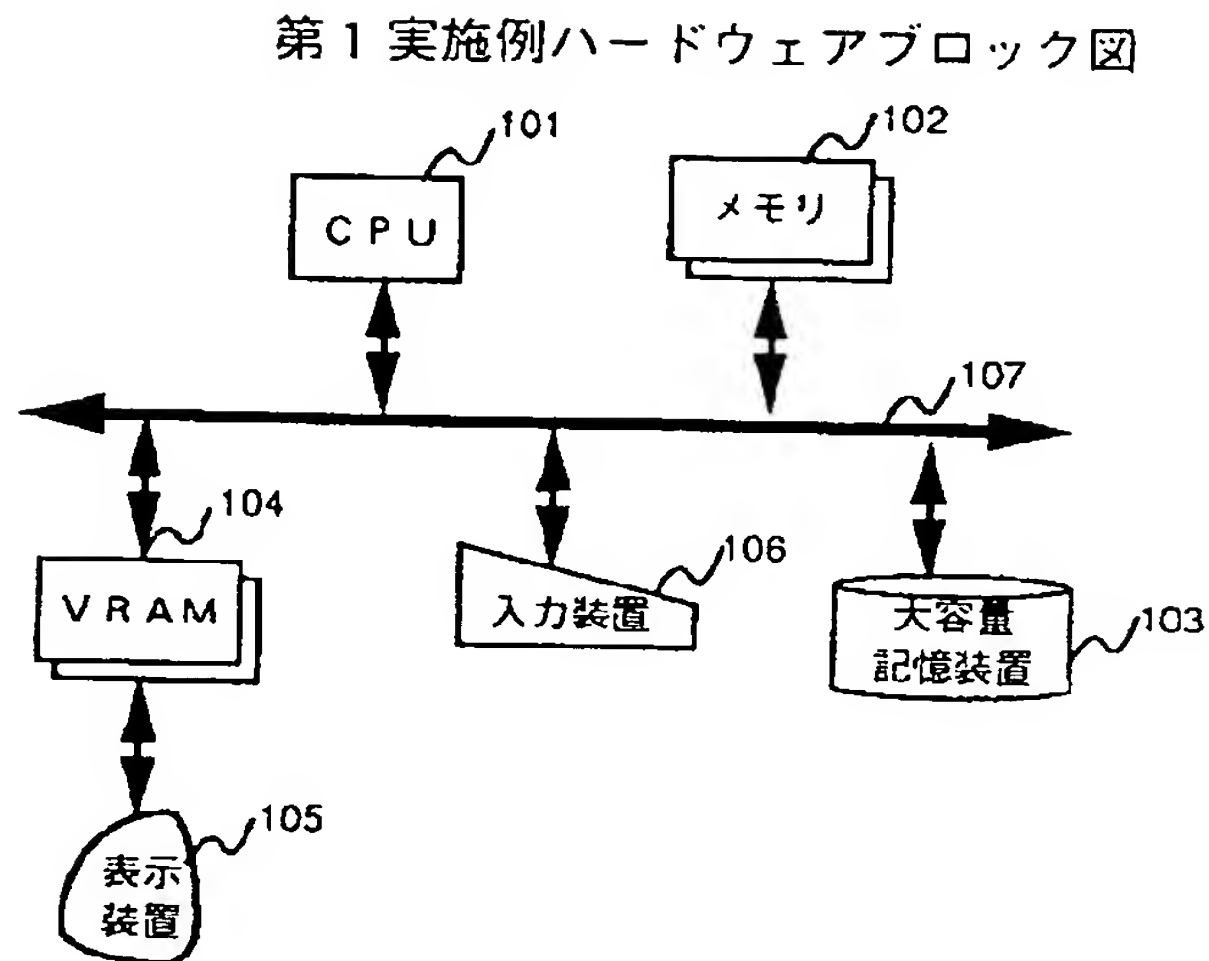 第1実施例ハードウェアブロック図
101
CPU
102
メモリ
107
104
VRAM
106
入力装置
103
大容量
記憶装置
105
表示
装置